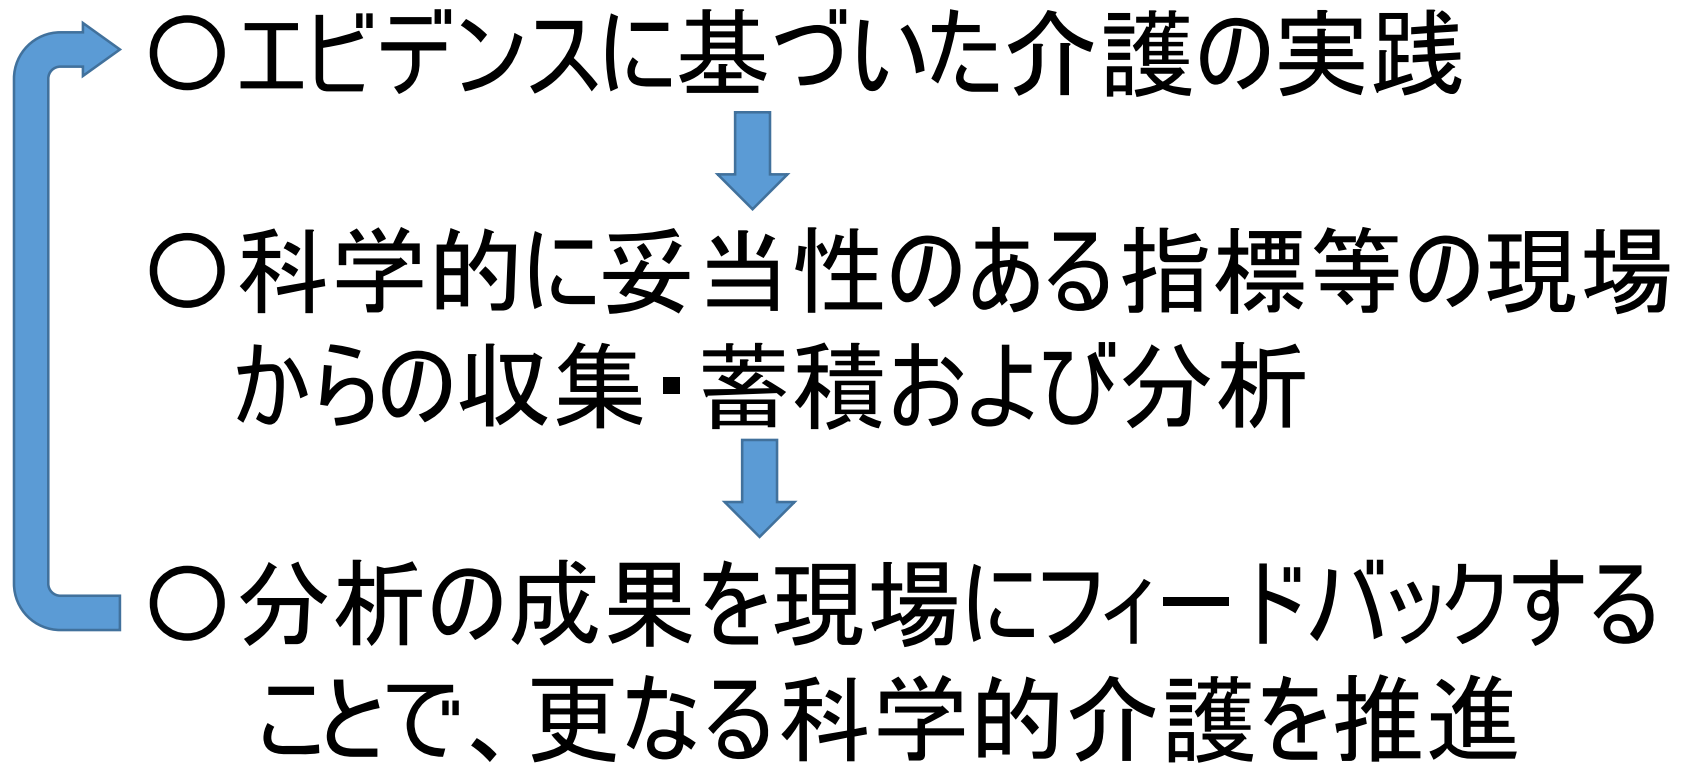 ○エビデンスに基づいた介護の実践
○科学的に妥当性のある指標等の現場
からの収集・蓄積および分析
○分析の成果を現場にフィードバックする
ことで、更なる科学的介護を推進